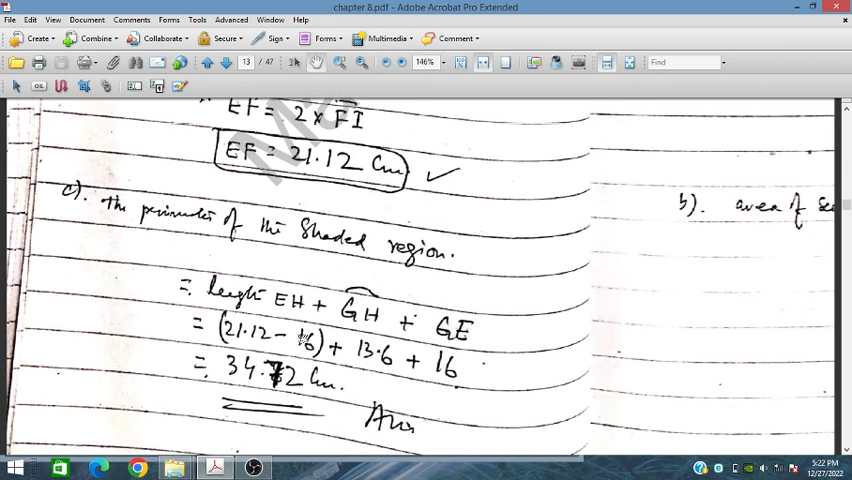 chapter 8.pdf - Adobe Acrobat Pro Extended
File Edit View Document Comments Forms Tools Advanced Window Help
Create Combine Collaborate Secure Sign Forms Multimedia Comment
13 / 47 146% Find
EF = 2 x FI
EF = 21.12 Cm
c). the perimeter of the Shaded region.
b). area of
= length EH + GH + GE
= (21.12 - 16) + 13.6 + 16
= 34.72 Cm.
Ans
5:22 PM
12/27/2022